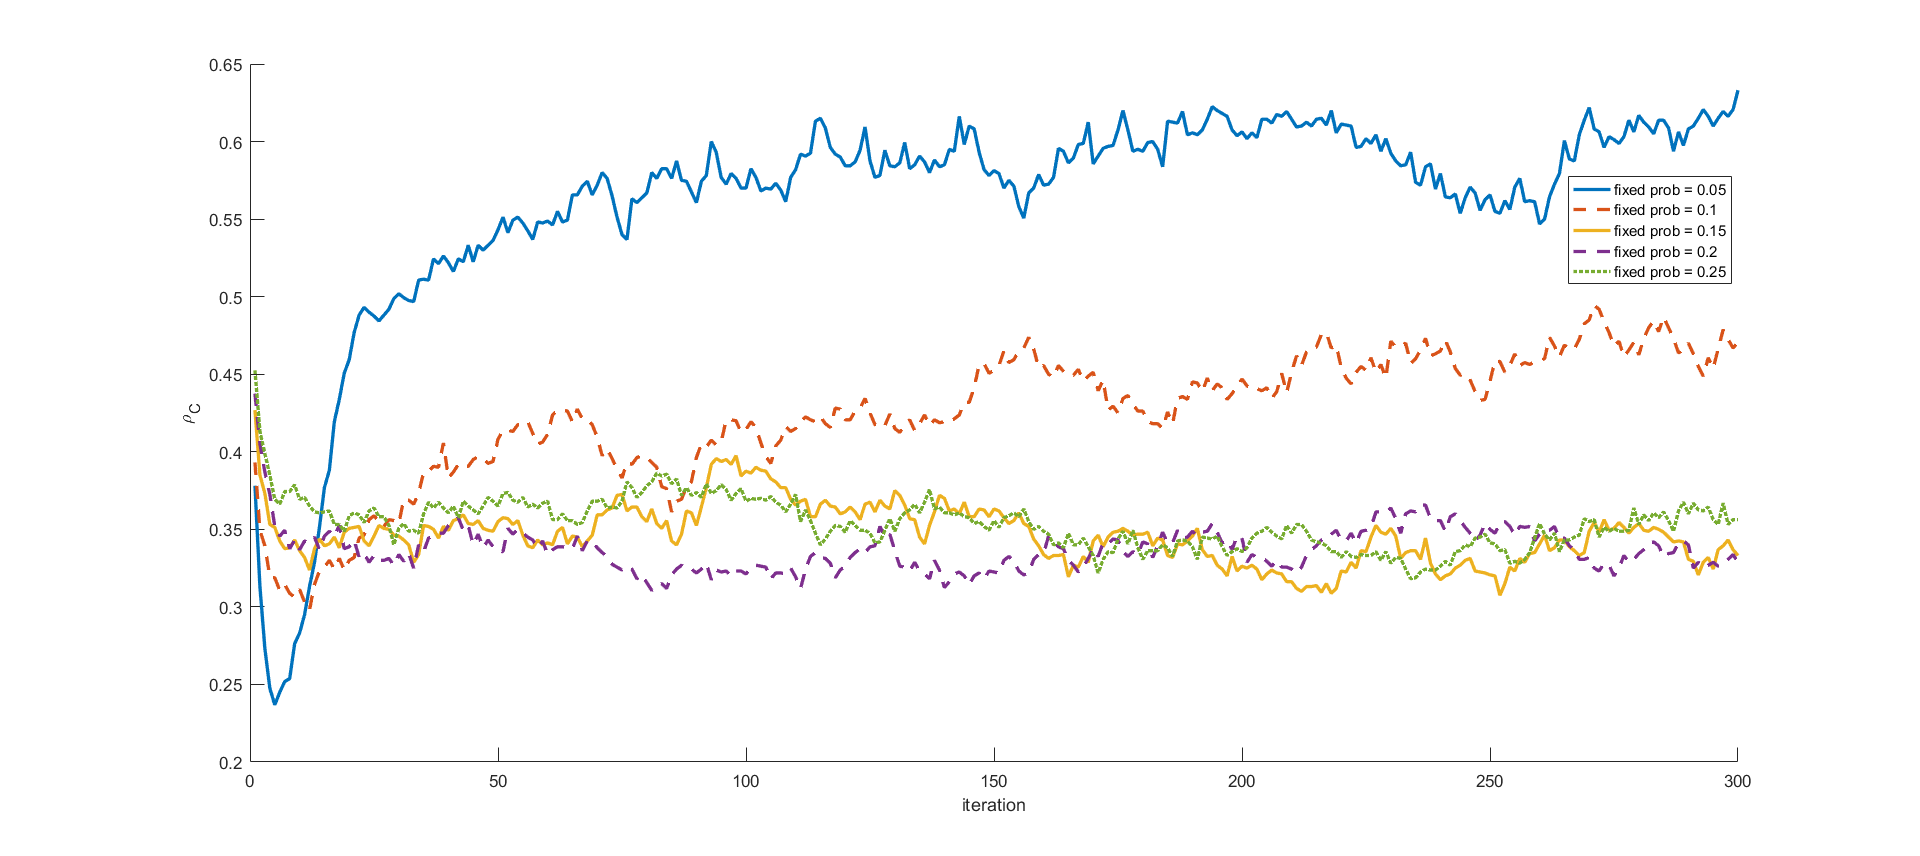 0.65
0.6
0.55
0.5
0.45
0.4
0.35
0.3
0.25
0.2
ρC
0 50 100 150 200 250 300
iteration
fixed prob = 0.05
fixed prob = 0.1
fixed prob = 0.15
fixed prob = 0.2
fixed prob = 0.25